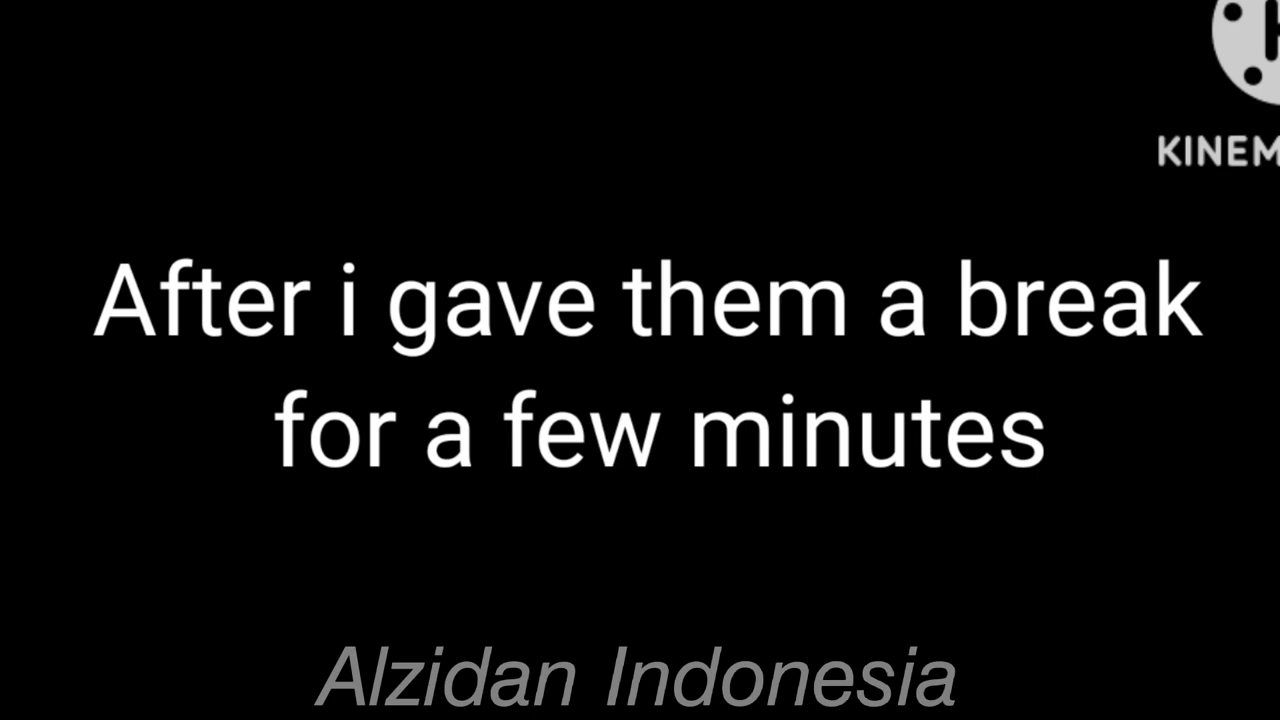 KINEM
After i gave them a break
for a few minutes
Alzidan Indonesia